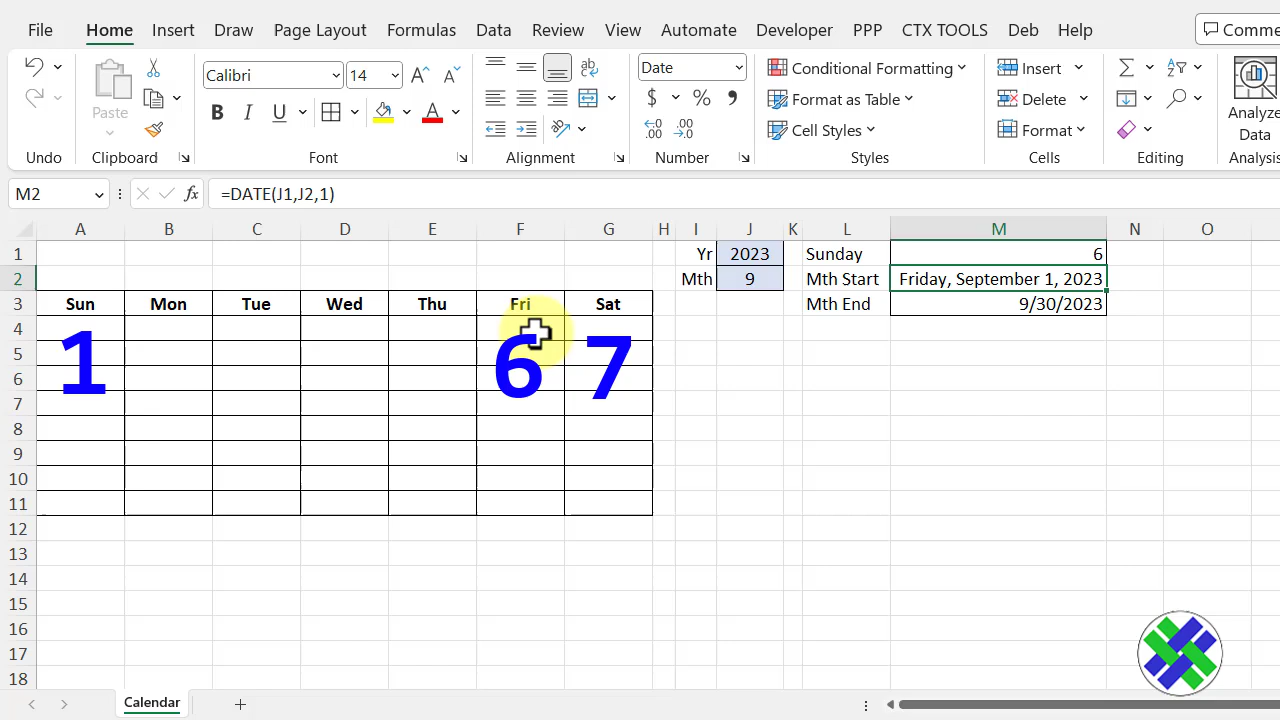 File Home Insert Draw Page Layout Formulas Data Review View Automate Developer PPP CTX TOOLS Deb Help
Calibri 14 Date Conditional Formatting Insert
Paste Format as Table Delete Analyze
Cell Styles Format Data
Undo Clipboard Font Alignment Number Styles Cells Editing Analysis
M2 fx =DATE(J1,J2,1)
A B C D E F G H I J K L M N O
1 Yr 2023 Sunday 6
2 Mth 9 Mth Start Friday, September 1, 2023
3 Sun Mon Tue Wed Thu Fri Sat Mth End 9/30/2023
4
5 1 6 7
6
7
8
9
10
11
12
13
14
15
16
17
18
Calendar